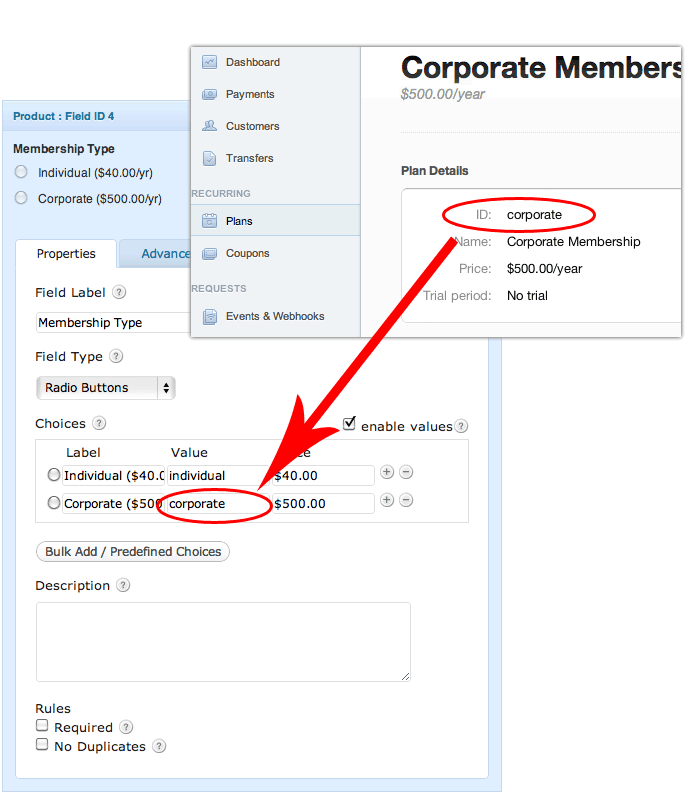 Dashboard
Payments
Customers
Transfers
RECURRING
Plans
Coupons
REQUESTS
Events & Webhooks
Corporate Members
$500.00/year
Plan Details
ID: corporate
Name: Corporate Membership
Price: $500.00/year
Trial period: No trial
Product : Field ID 4
Membership Type
Individual ($40.00/yr)
Corporate ($500.00/yr)
Properties Advance
Field Label ?
Membership Type
Field Type ?
Radio Buttons
Choices ? enable values ?
Label Value
Individual ($40.0 individual $40.00
Corporate ($500 corporate $500.00
Bulk Add / Predefined Choices
Description ?
Rules
Required ?
No Duplicates ?